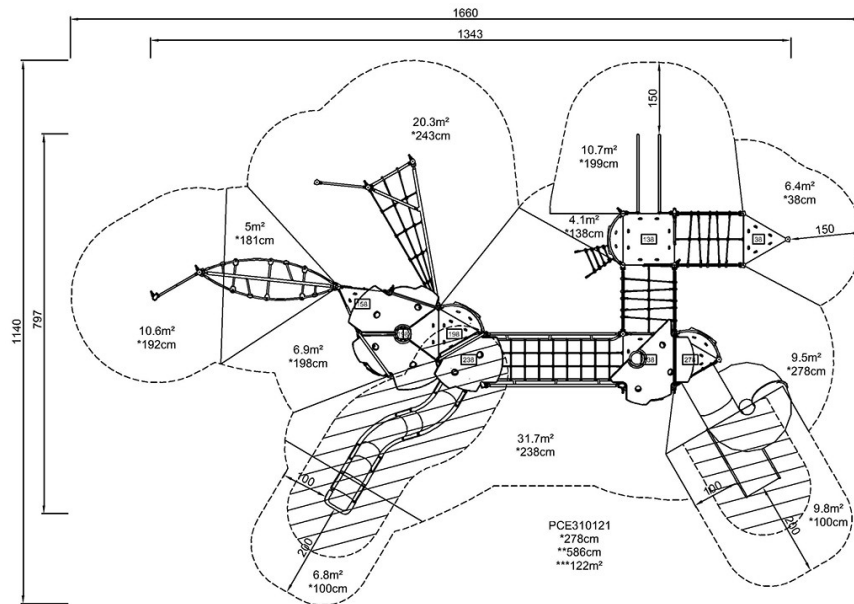 1660
1343
150
20.3m²
*243cm
10.7m²
*199cm
6.4m²
*38cm
5m²
*181cm
4.1m²
*138cm
138
38
150
1140
797
158
198
10.6m²
*192cm
6.9m²
*198cm
238
278
9.5m²
*278cm
31.7m²
*238cm
100
100
PCE310121
*278cm
**586cm
***122m²
9.8m²
*100cm
200
200
6.8m²
*100cm